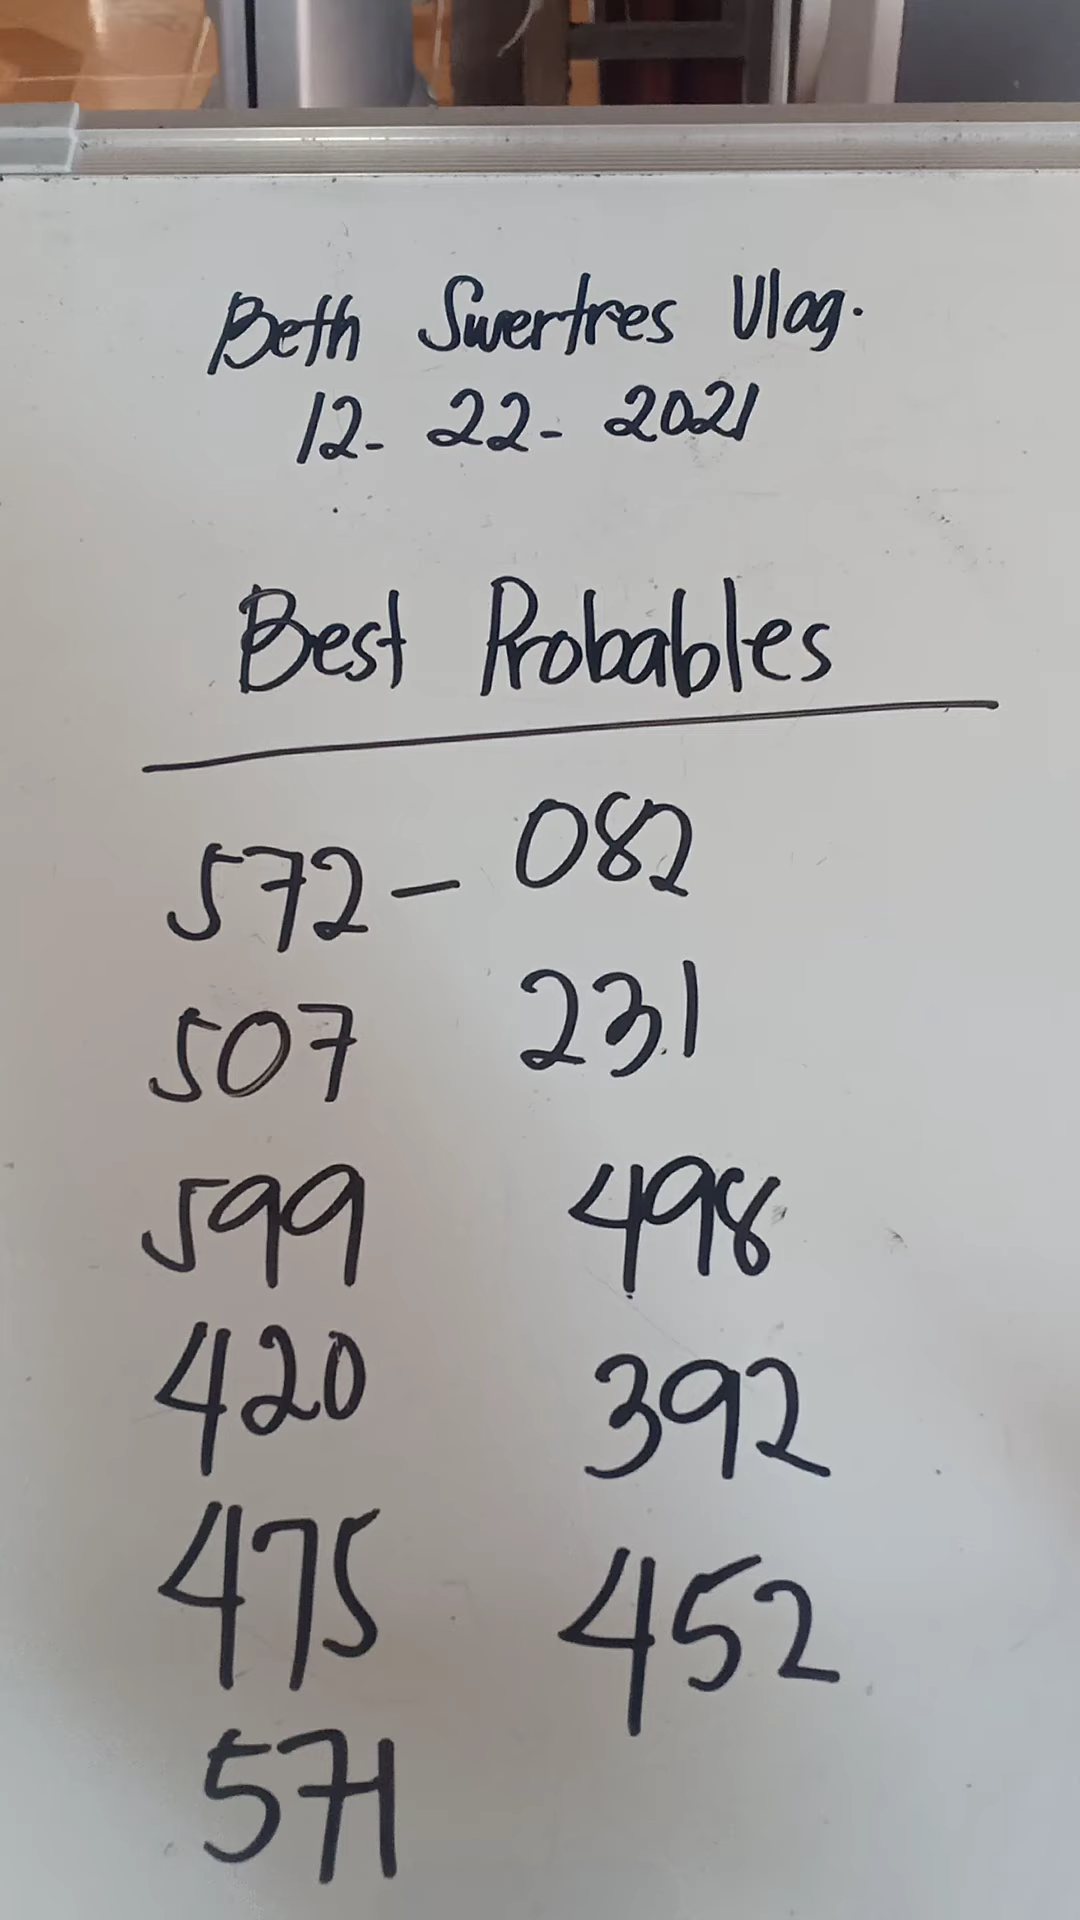 Beth Swertres Vlog.
12- 22- 2021
Best Probables
572 – 082
507 231
599 498
420 392
475 452
571